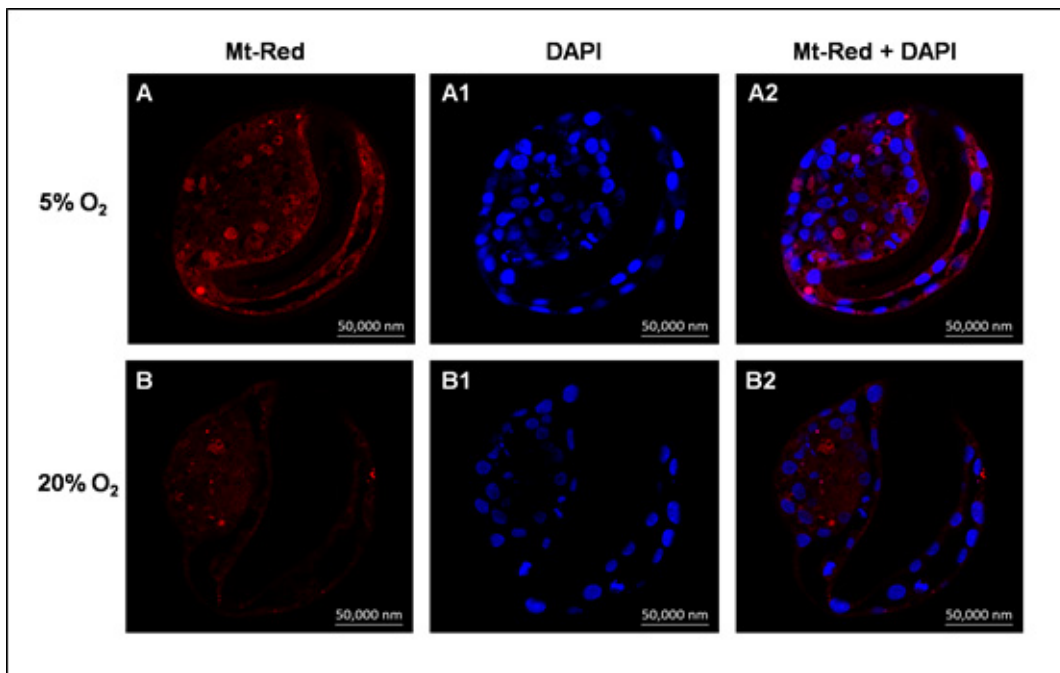 Mt-Red DAPI Mt-Red + DAPI
A A1 A2
5% O₂
50,000 nm 50,000 nm 50,000 nm
B B1 B2
20% O₂
50,000 nm 50,000 nm 50,000 nm